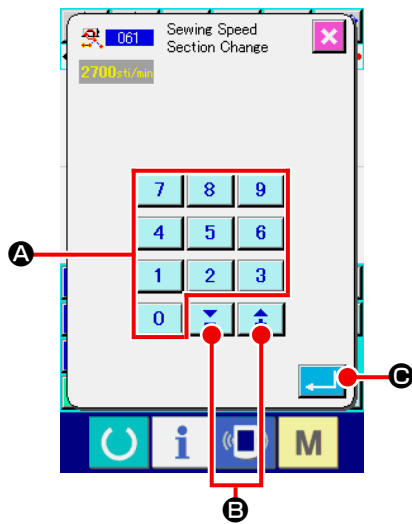 061 Sewing Speed
Section Change
2700sti/min
7 8 9
4 5 6
1 2 3
0
A
C
i M
B